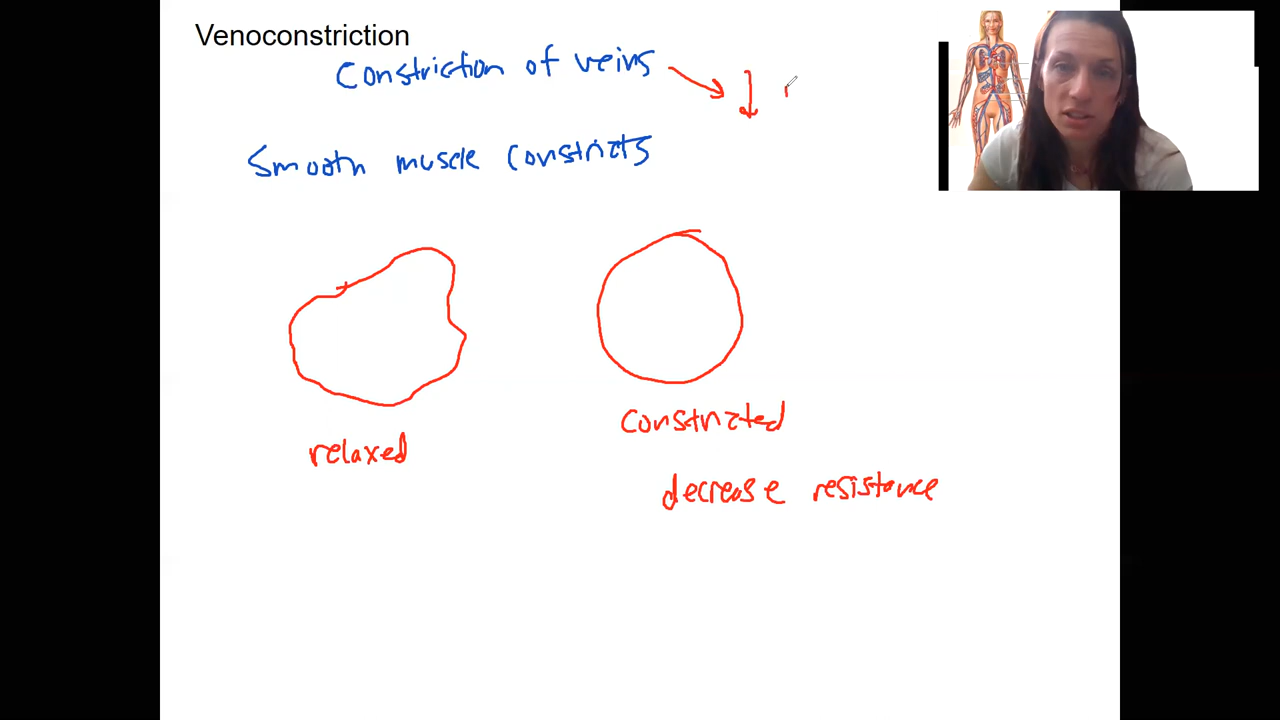 Venoconstriction
Constriction of veins → ↓ r
Smooth muscle constricts
relaxed
constricted
decrease resistance